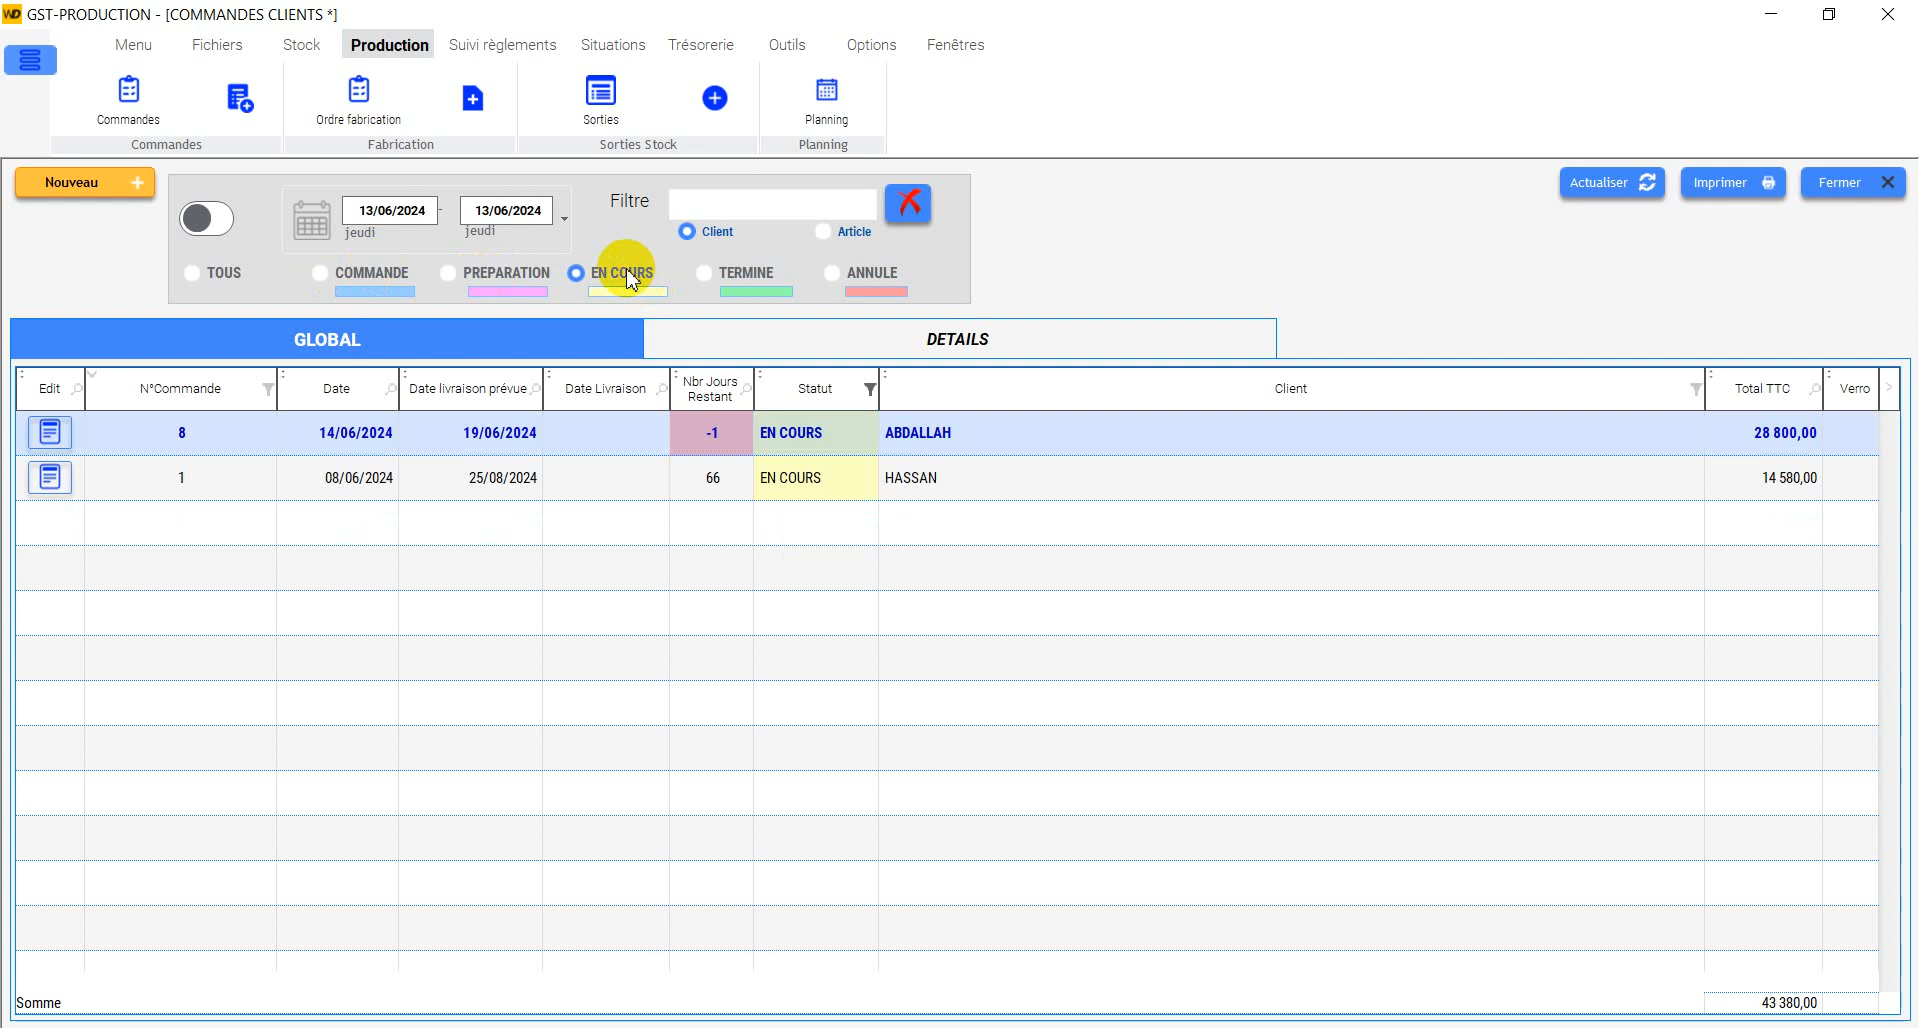 GST-PRODUCTION - [COMMANDES CLIENTS *]
Menu Fichiers Stock Production Suivi règlements Situations Trésorerie Outils Options Fenêtres
Commandes Ordre fabrication Sorties Planning
Commandes Fabrication Sorties Stock Planning
Nouveau
13/06/2024 - 13/06/2024
jeudi jeudi
Filtre
Client Article
Actualiser Imprimer Fermer
TOUS COMMANDE PREPARATION EN COURS TERMINE ANNULE
GLOBAL DETAILS
Edit N°Commande Date Date livraison prévue Date Livraison Nbr Jours Restant Statut Client Total TTC Verro
8 14/06/2024 19/06/2024 -1 EN COURS ABDALLAH 28 800,00
1 08/06/2024 25/08/2024 66 EN COURS HASSAN 14 580,00
Somme 43 380,00